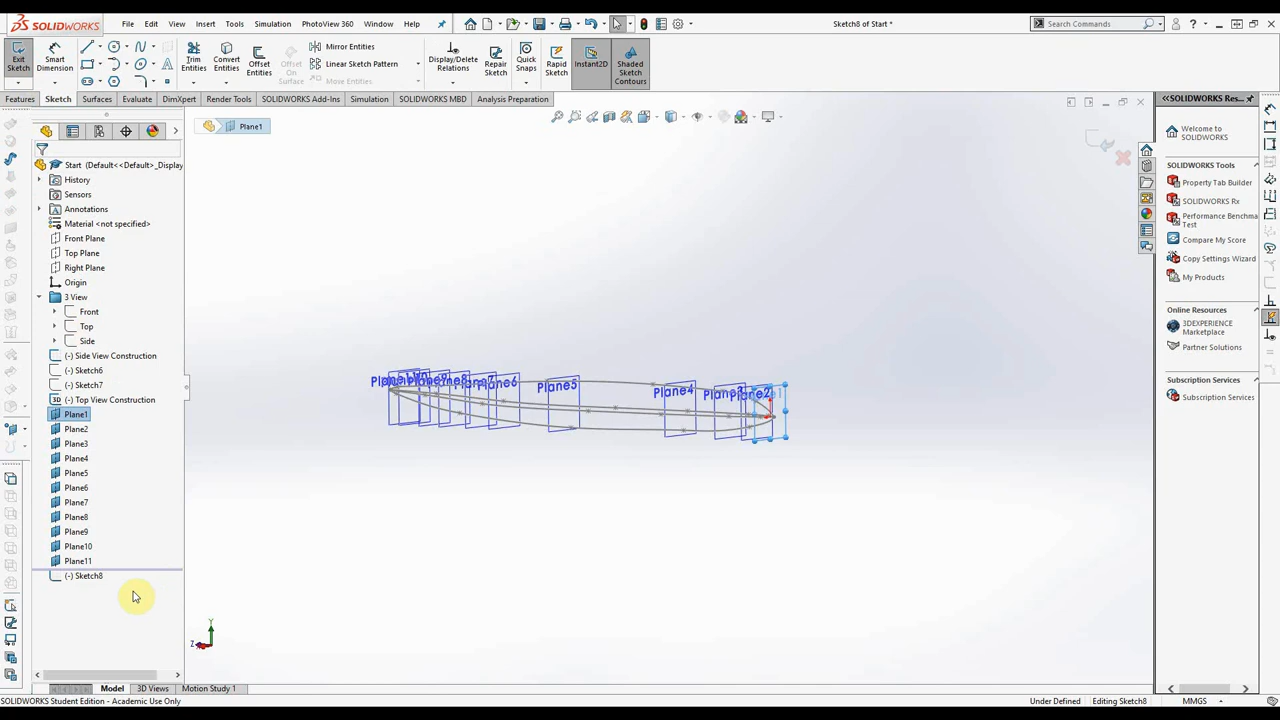 SOLIDWORKS
File Edit View Insert Tools Simulation PhotoView 360 Window Help
Sketch8 of Start *
Search Commands
Exit Sketch
Smart Dimension
Trim Entities
Convert Entities
Offset Entities
Offset On Surface
Mirror Entities
Linear Sketch Pattern
Move Entities
Display/Delete Relations
Repair Sketch
Quick Snaps
Rapid Sketch
Instant2D
Shaded Sketch Contours
Features Sketch Surfaces Evaluate DimXpert Render Tools SOLIDWORKS Add-Ins Simulation SOLIDWORKS MBD Analysis Preparation
Plane1
Start (Default<<Default>_Display
History
Sensors
Annotations
Material <not specified>
Front Plane
Top Plane
Right Plane
Origin
3 View
Front
Top
Side
(-) Side View Construction
(-) Sketch6
(-) Sketch7
3D (-) Top View Construction
Plane1
Plane2
Plane3
Plane4
Plane5
Plane6
Plane7
Plane8
Plane9
Plane10
Plane11
(-) Sketch8
Plane6
Plane5
Plane4
Plane2
Y
Z
SOLIDWORKS Res...
Welcome to
SOLIDWORKS
SOLIDWORKS Tools
Property Tab Builder
SOLIDWORKS Rx
Performance Benchma
Test
Compare My Score
Copy Settings Wizard
My Products
Online Resources
3DEXPERIENCE
Marketplace
Partner Solutions
Subscription Services
Subscription Services
Model 3D Views Motion Study 1
SOLIDWORKS Student Edition - Academic Use Only
Under Defined Editing Sketch8 MMGS